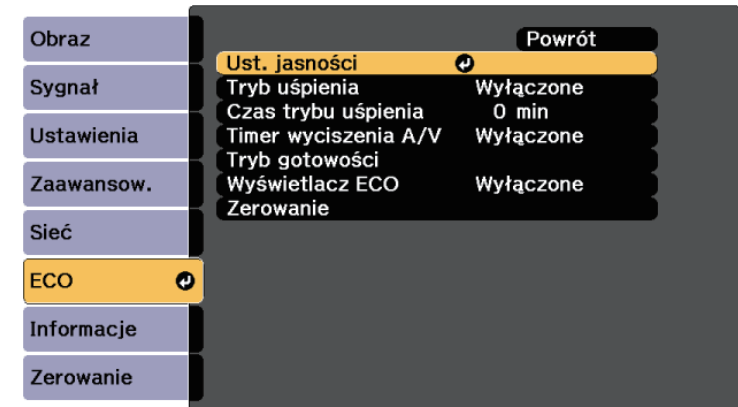 Obraz
Sygnał
Ustawienia
Zaawansow.
Sieć
ECO
Informacje
Zerowanie
Powrót
Ust. jasności
Tryb uśpienia Wyłączone
Czas trybu uśpienia 0 min
Timer wyciszenia A/V Wyłączone
Tryb gotowości
Wyświetlacz ECO Wyłączone
Zerowanie